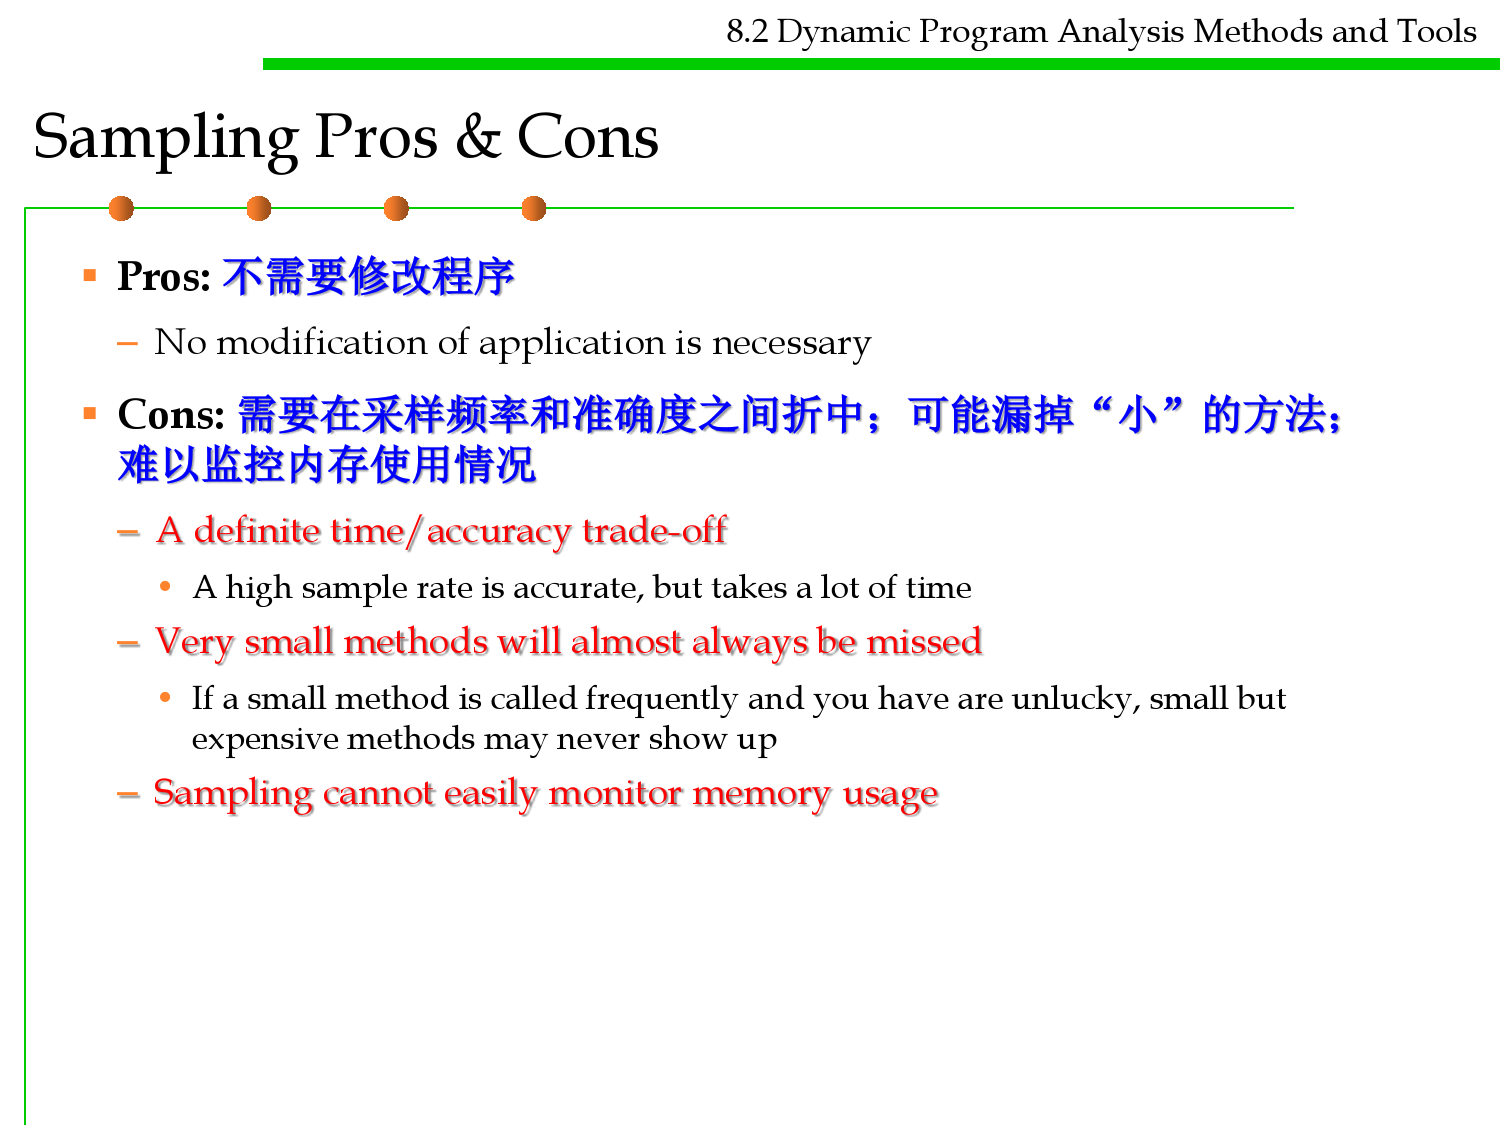 8.2 Dynamic Program Analysis Methods and Tools
Sampling Pros & Cons
Pros: 不需要修改程序
– No modification of application is necessary
Cons: 需要在采样频率和准确度之间折中；可能漏掉“小”的方法；
难以监控内存使用情况
– A definite time/accuracy trade-off
• A high sample rate is accurate, but takes a lot of time
– Very small methods will almost always be missed
• If a small method is called frequently and you have are unlucky, small but
expensive methods may never show up
– Sampling cannot easily monitor memory usage